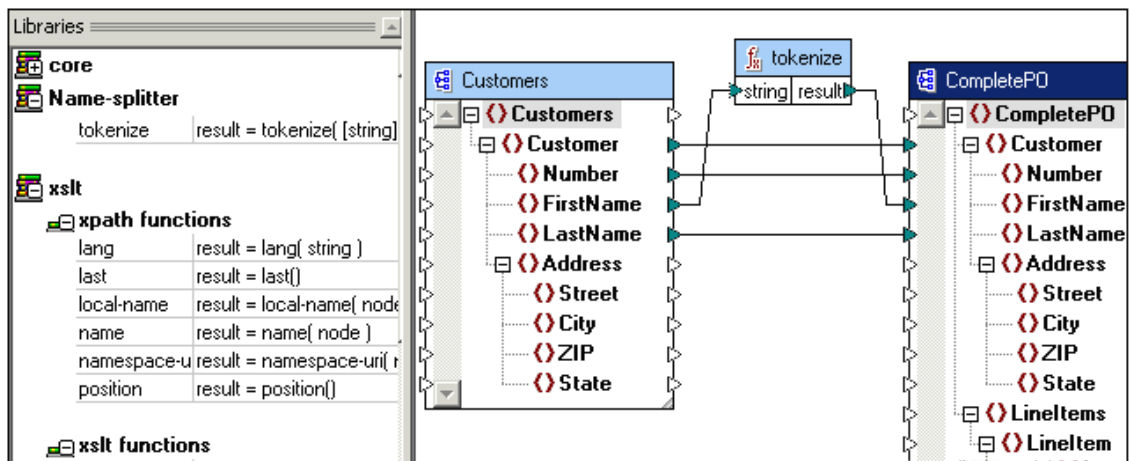 Libraries
core
Name-splitter
tokenize result = tokenize( [string]
xslt
xpath functions
lang result = lang( string )
last result = last()
local-name result = local-name( node
name result = name( node )
namespace-u result = namespace-uri(
position result = position()
xslt functions
Customers
Customers
Customer
Number
FirstName
LastName
Address
Street
City
ZIP
State
tokenize
string result
CompletePO
CompletePO
Customer
Number
FirstName
LastName
Address
Street
City
ZIP
State
LineItems
LineItem